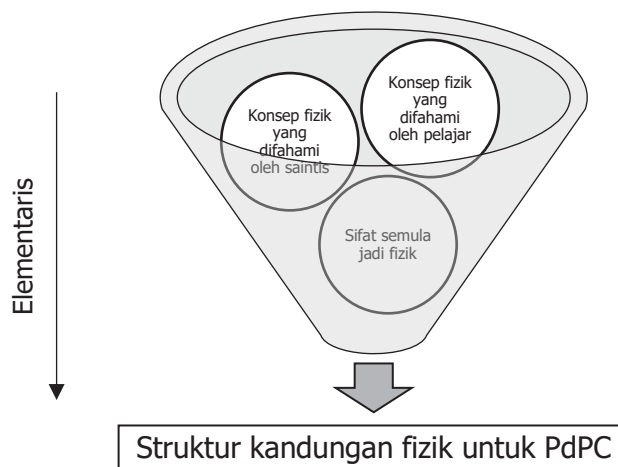 Konsep fizik
yang
difahami
oleh pelajar
Konsep fizik
yang
difahami
oleh saintis
Sifat semula
jadi fizik
Elementaris
Struktur kandungan fizik untuk PdPC